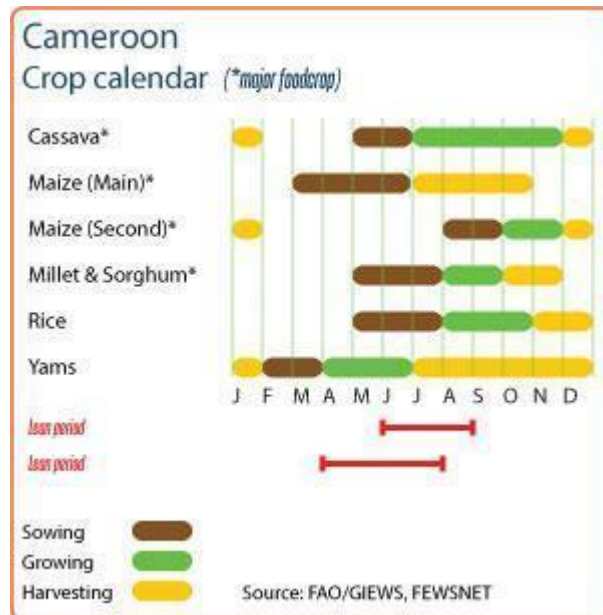 Cameroon
Crop calendar (*major foodcrop)
Cassava*
Maize (Main)*
Maize (Second)*
Millet & Sorghum*
Rice
Yams
J F M A M J J A S O N D
lean period
lean period
Sowing
Growing
Harvesting
Source: FAO/GIEWS, FEWSNET